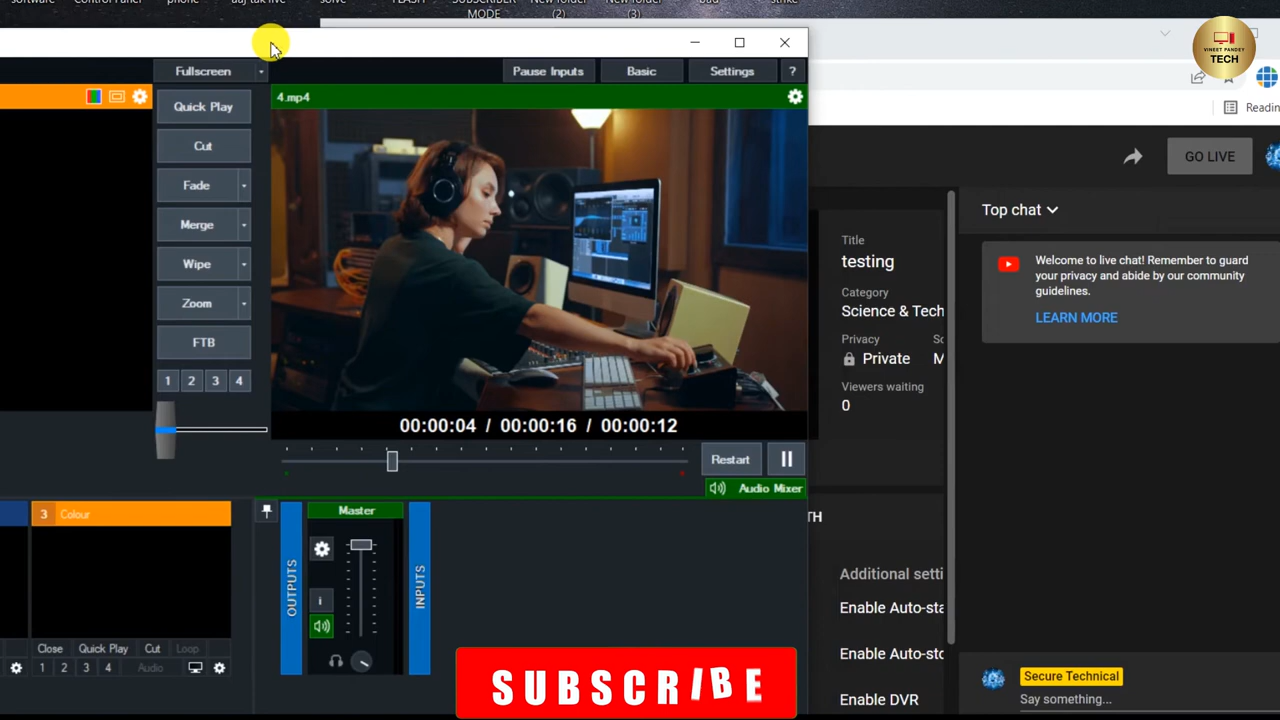 software
Control Panel
phone
aaj tak live
solve
FLASH
SUBSCRIBER
MODE
New folder
(2)
New folder
(3)
bad
strike
VINEET PANDEY
TECH
Fullscreen
Pause Inputs
Basic
Settings
?
Readin
4.mp4
Quick Play
Cut
Fade
Merge
Wipe
Zoom
FTB
1 2 3 4
00:00:04 / 00:00:16 / 00:00:12
Restart
Audio Mixer
GO LIVE
Top chat
Welcome to live chat! Remember to guard
your privacy and abide by our community
guidelines.
LEARN MORE
Title
testing
Category
Science & Tech
Privacy
Private
Viewers waiting
0
TH
Additional setti
Enable Auto-sta
Enable Auto-sto
Enable DVR
3 Colour
Master
OUTPUTS
INPUTS
i
Close Quick Play Cut Loop
1 2 3 4 Audio
SUBSCRIBE
Secure Technical
Say something...